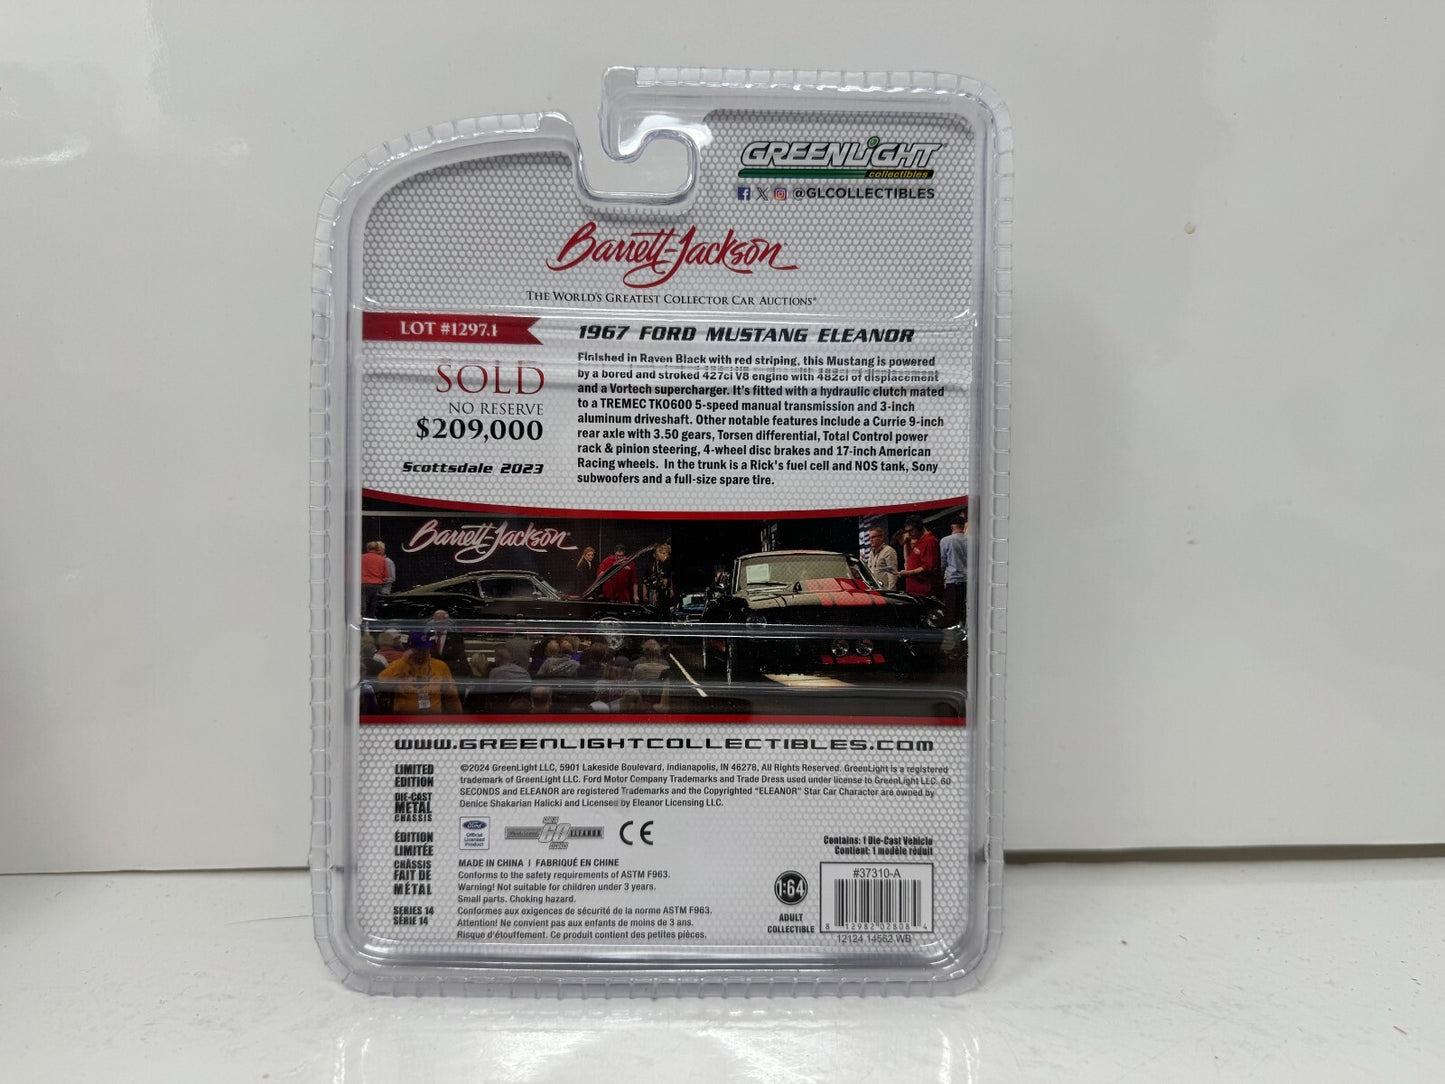 GREENLIGHT
collectibles
@GLCOLLECTIBLES
Barrett-Jackson
THE WORLD'S GREATEST COLLECTOR CAR AUCTIONS®
LOT #1297.1
SOLD
NO RESERVE
$209,000
Scottsdale 2023
1967 FORD MUSTANG ELEANOR
Finished in Raven Black with red striping, this Mustang is powered
by a bored and stroked 427ci V8 engine with 482ci of displacement
and a Vortech supercharger. It's fitted with a hydraulic clutch mated
to a TREMEC TKO600 5-speed manual transmission and 3-inch
aluminum driveshaft. Other notable features include a Currie 9-inch
rear axle with 3.50 gears, Torsen differential, Total Control power
rack & pinion steering, 4-wheel disc brakes and 17-inch American
Racing wheels. In the trunk is a Rick's fuel cell and NOS tank, Sony
subwoofers and a full-size spare tire.
Barrett-Jackson
WWW.GREENLIGHTCOLLECTIBLES.COM
LIMITED
EDITION
DIE-CAST
METAL
CHASSIS
ÉDITION
LIMITÉE
CHÂSSIS
FAIT DE
MÉTAL
SERIES 14
SÉRIE 14
©2024 GreenLight LLC, 5901 Lakeside Boulevard, Indianapolis, IN 46278, All Rights Reserved. GreenLight is a registered
trademark of GreenLight LLC. Ford Motor Company Trademarks and Trade Dress used under license to GreenLight LLC. 60
SECONDS and ELEANOR are registered Trademarks and the Copyrighted "ELEANOR" Star Car Character are owned by
Denice Shakarian Halicki and Licensed by Eleanor Licensing LLC.
Ford
Official
Licensed
Product
60
ELEANOR
CE
MADE IN CHINA | FABRIQUÉ EN CHINE
Conforms to the safety requirements of ASTM F963.
Warning! Not suitable for children under 3 years.
Small parts. Choking hazard.
Conformes aux exigences de sécurité de la norme ASTM F963.
Attention! Ne convient pas aux enfants de moins de 3 ans.
Risque d'étouffement. Ce produit contient des petites pièces.
1:64
ADULT
COLLECTIBLE
Contains: 1 Die-Cast Vehicle
Contient: 1 modèle réduit
#37310-A
8 12982 02808 4
12124 14562 WB